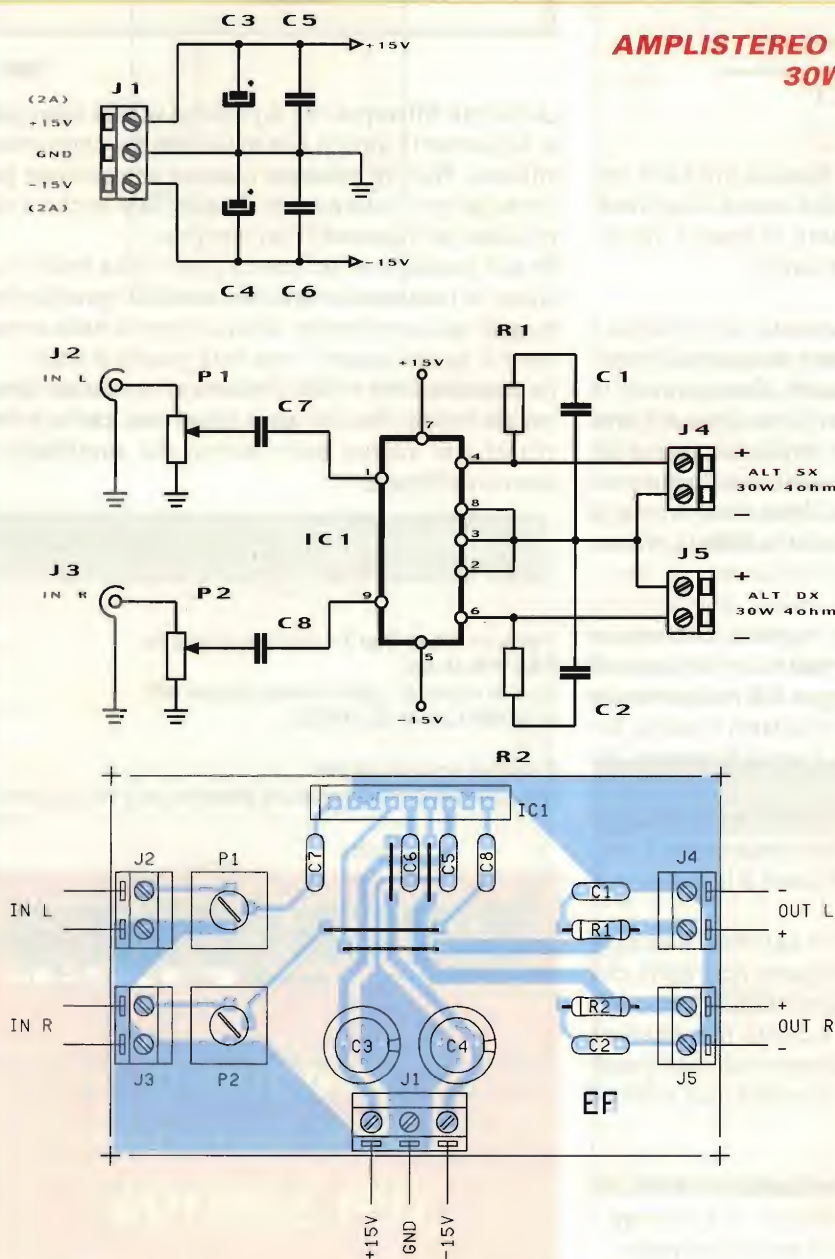 AMPLISTEREO
30W
C3 C5
+15V
J1
(2A)
+15V
GND
-15V
(2A)
-15V
C4 C6
R1
J2
IN L
P1
+15V
C1
C7
7
J4
1
4
+
ALT SX
30W 4ohm
8
-
IC1
3
J3
2
J5
IN R
P2
+
9
6
ALT DX
30W 4ohm
C8
5
-
C2
-15V
R2
IC1
J2 P1 C7 C6 C5 C8 J4
C1 -
IN L OUT L
R1 +
R2 +
IN R OUT R
C3 C4 C2 -
J3 P2 J1 J5
EF
+15V
GND
-15V